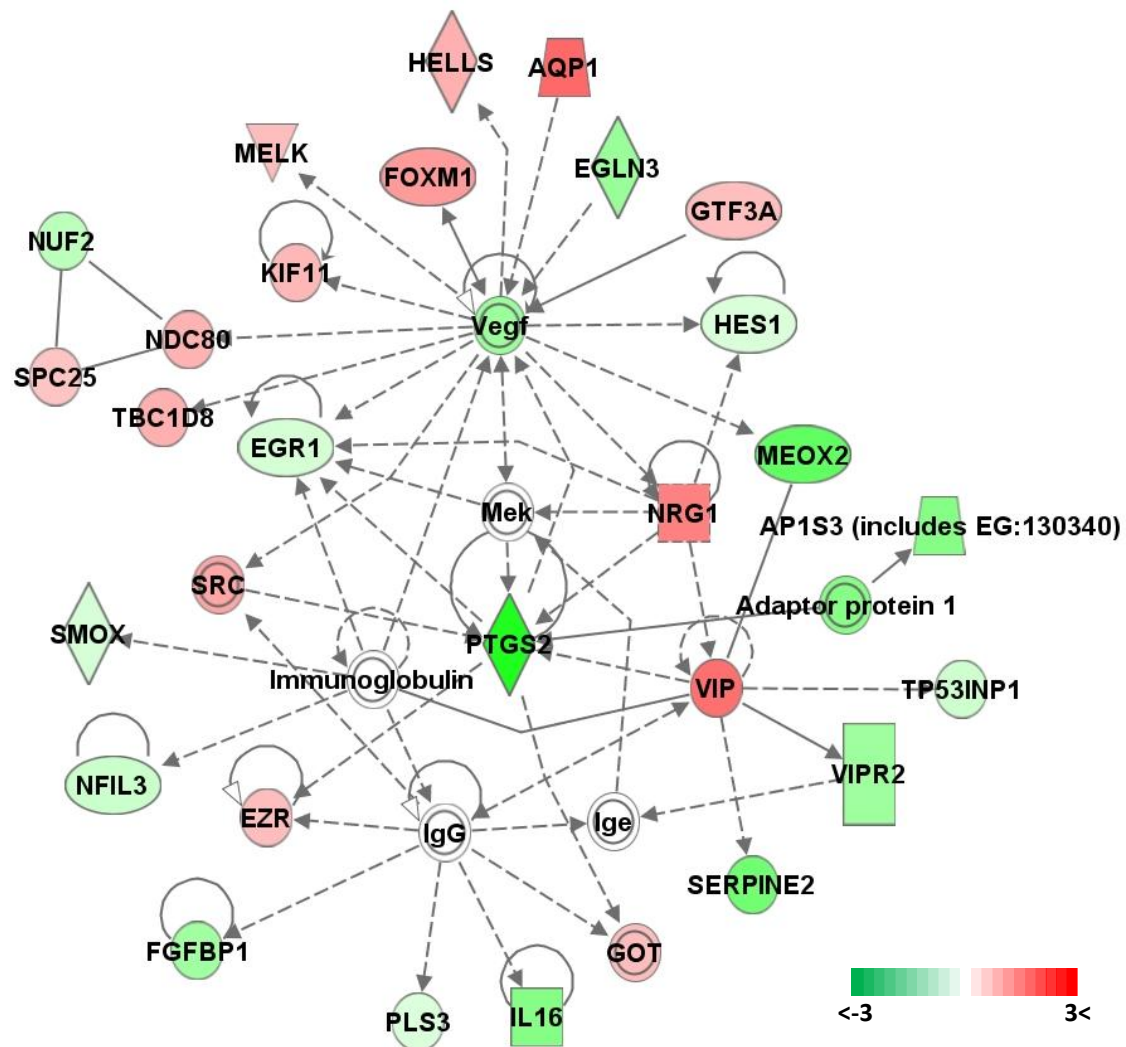 HELLS
AQP1
MELK
FOXM1
EGLN3
GTF3A
NUF2
KIF11
Vegf
HES1
NDC80
SPC25
TBC1D8
EGR1
MEOX2
Mek
NRG1
AP1S3 (includes EG:130340)
SRC
Adaptor protein 1
SMOX
PTGS2
Immunoglobulin
VIP
TP53INP1
NFIL3
VIPR2
EZR
IgG
Ige
SERPINE2
FGFBP1
GOT
PLS3
IL16
<-3
3<